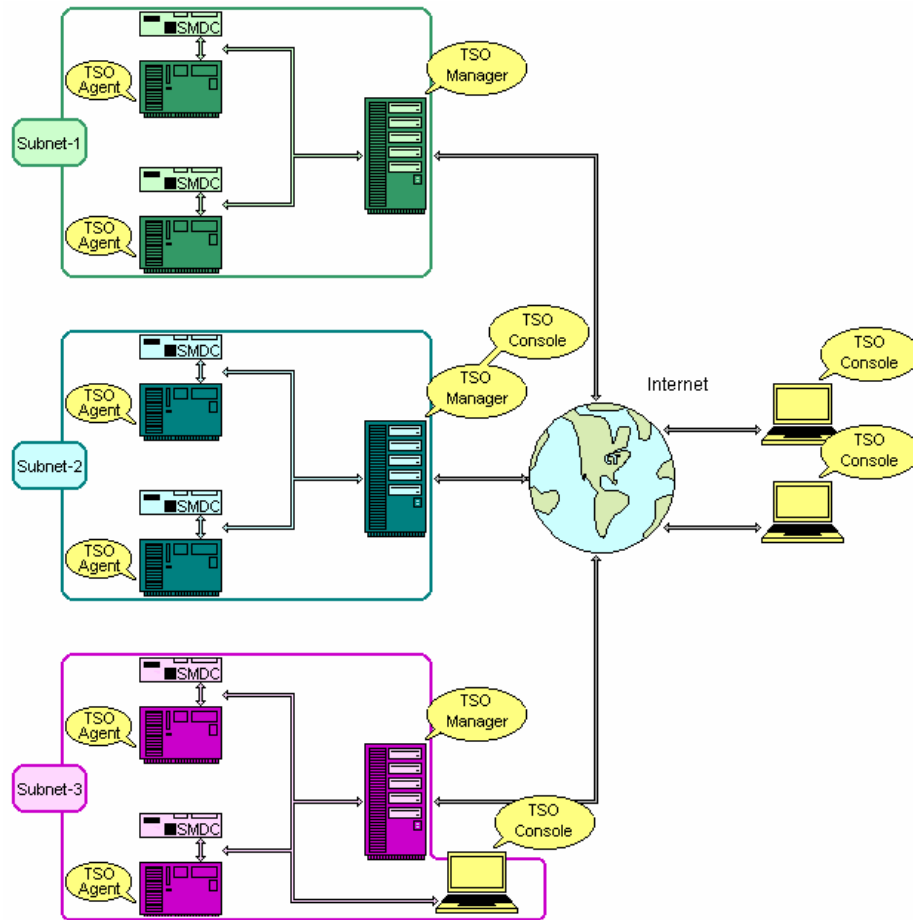 SMDC
TSO
Agent
TSO
Manager
Subnet-1
SMDC
TSO
Agent
SMDC
TSO
Agent
TSO
Console
TSO
Manager
Internet
TSO
Console
TSO
Console
Subnet-2
SMDC
TSO
Agent
SMDC
TSO
Agent
TSO
Manager
Subnet-3
TSO
Console
SMDC
TSO
Agent